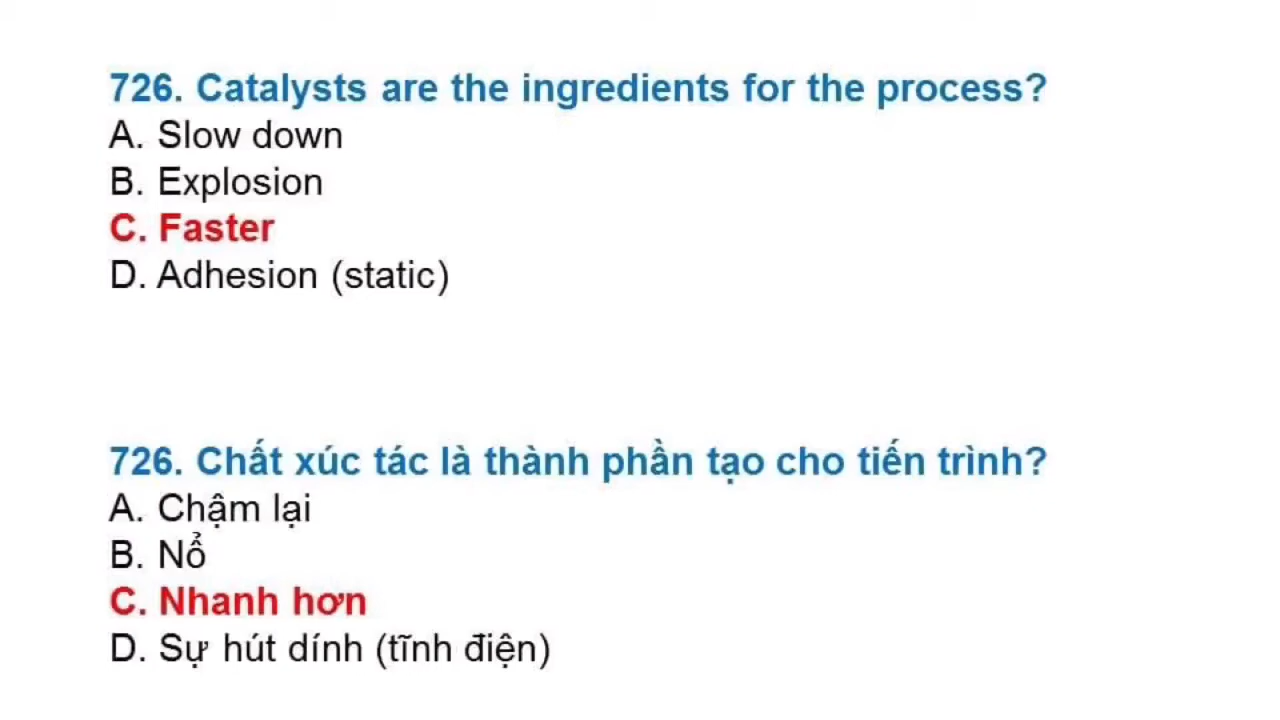 726. Catalysts are the ingredients for the process?
A. Slow down
B. Explosion
C. Faster
D. Adhesion (static)
726. Chất xúc tác là thành phần tạo cho tiến trình?
A. Chậm lại
B. Nổ
C. Nhanh hơn
D. Sự hút dính (tĩnh điện)